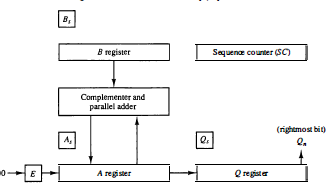 B_s
B register
Sequence counter (SC)
Complementer and
parallel adder
A_s
Q_s
(rightmost bit)
Q_n
0
E
A register
Q register